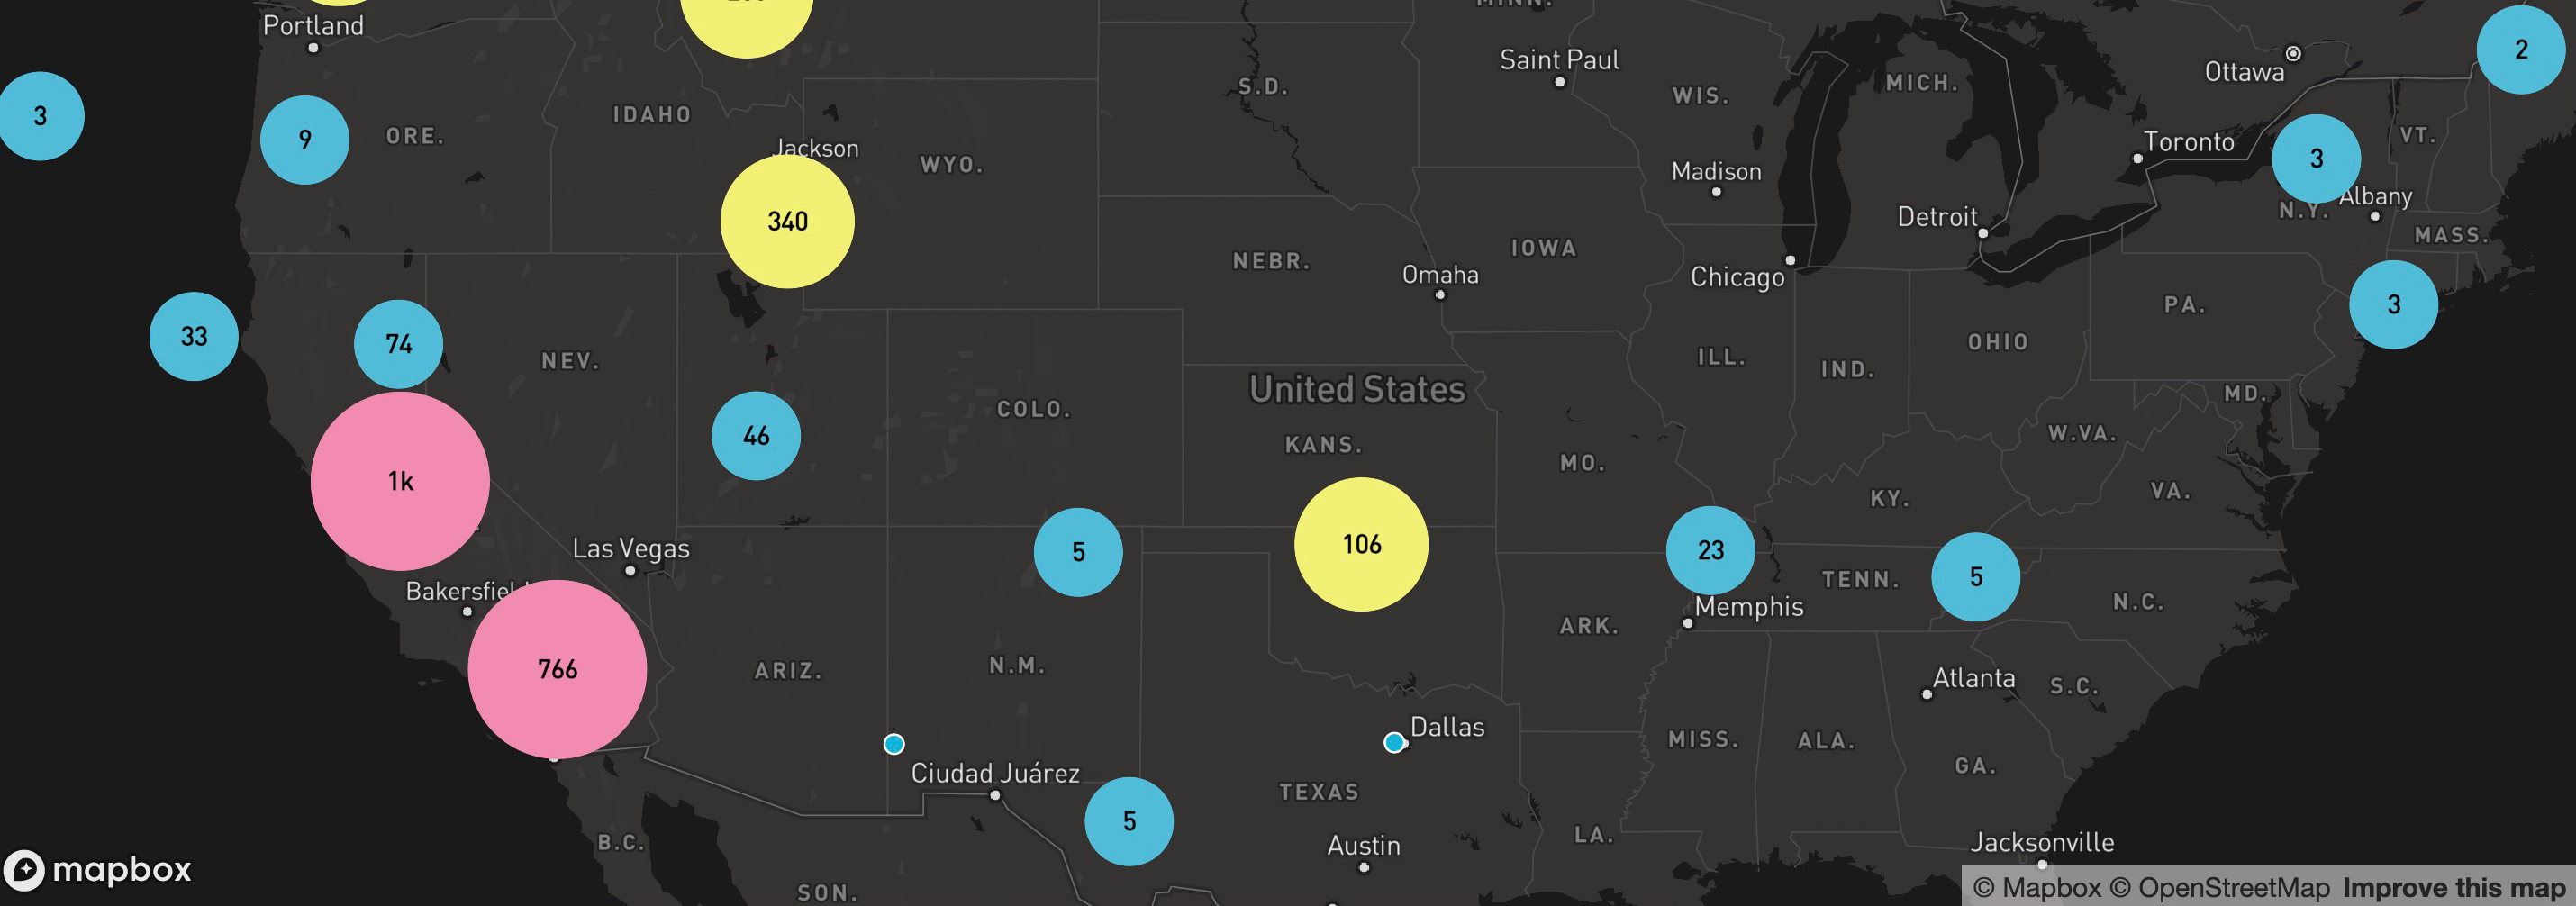 MINN.
Portland
2
Saint Paul
Ottawa
MICH.
S.D.
WIS.
3
IDAHO
9
ORE.
VT.
Toronto
3
Jackson
WYO.
Madison
Albany
N.Y.
340
Detroit
MASS.
IOWA
NEBR.
Omaha
Chicago
3
PA.
33
74
OHIO
NEV.
ILL.
IND.
United States
MD.
COLO.
46
KANS.
W.VA.
MO.
1k
VA.
KY.
106
Las Vegas
5
23
5
TENN.
N.C.
Memphis
ARK.
766
N.M.
ARIZ.
Atlanta
S.C.
Dallas
MISS.
ALA.
GA.
Ciudad Juárez
TEXAS
5
LA.
B.C.
Austin
Jacksonville
mapbox
SON.
© Mapbox © OpenStreetMap Improve this map